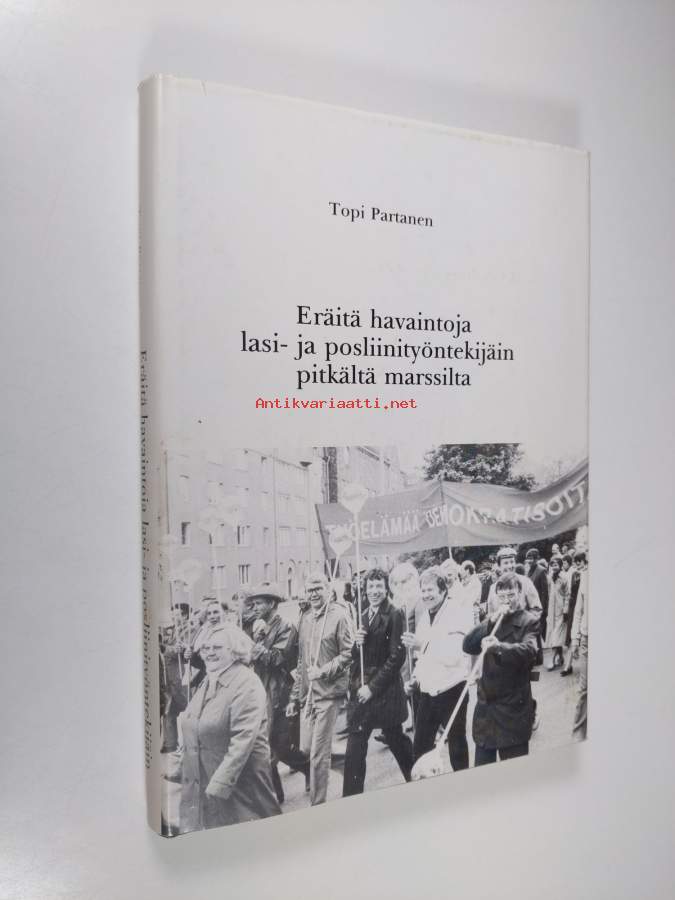 Topi Partanen
Eräitä havaintoja
lasi- ja posliinityöntekijäin
pitkältä marssilta
Antikvariaatti.net
TYÖELÄMÄÄ DEMOKRATISOIT
Eräitä havaintoja lasi- ja posliinityöntekijäin